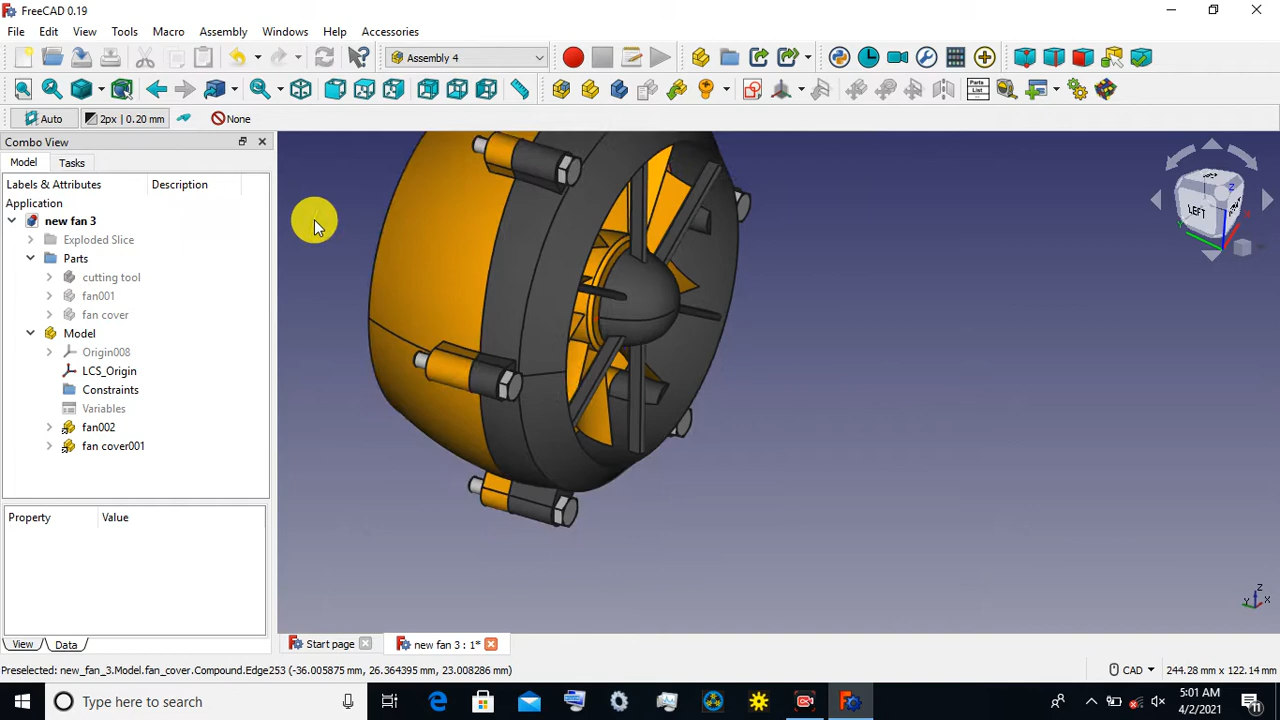 FreeCAD 0.19
File Edit View Tools Macro Assembly Windows Help Accessories
Assembly 4
Parts List
Auto 2px | 0.20 mm None
Combo View
Model Tasks
Labels & Attributes Description
Application
new fan 3
Exploded Slice
Parts
cutting tool
fan001
fan cover
Model
Origin008
LCS_Origin
Constraints
Variables
fan002
fan cover001
Property Value
View Data
LEFT
Z
Z
Y X
Start page new fan 3 : 1*
Preselected: new_fan_3.Model.fan_cover.Compound.Edge253 (-36.005875 mm, 26.364395 mm, 23.008286 mm) CAD 244.28 mm x 122.14 mm
Type here to search
5:01 AM
4/2/2021